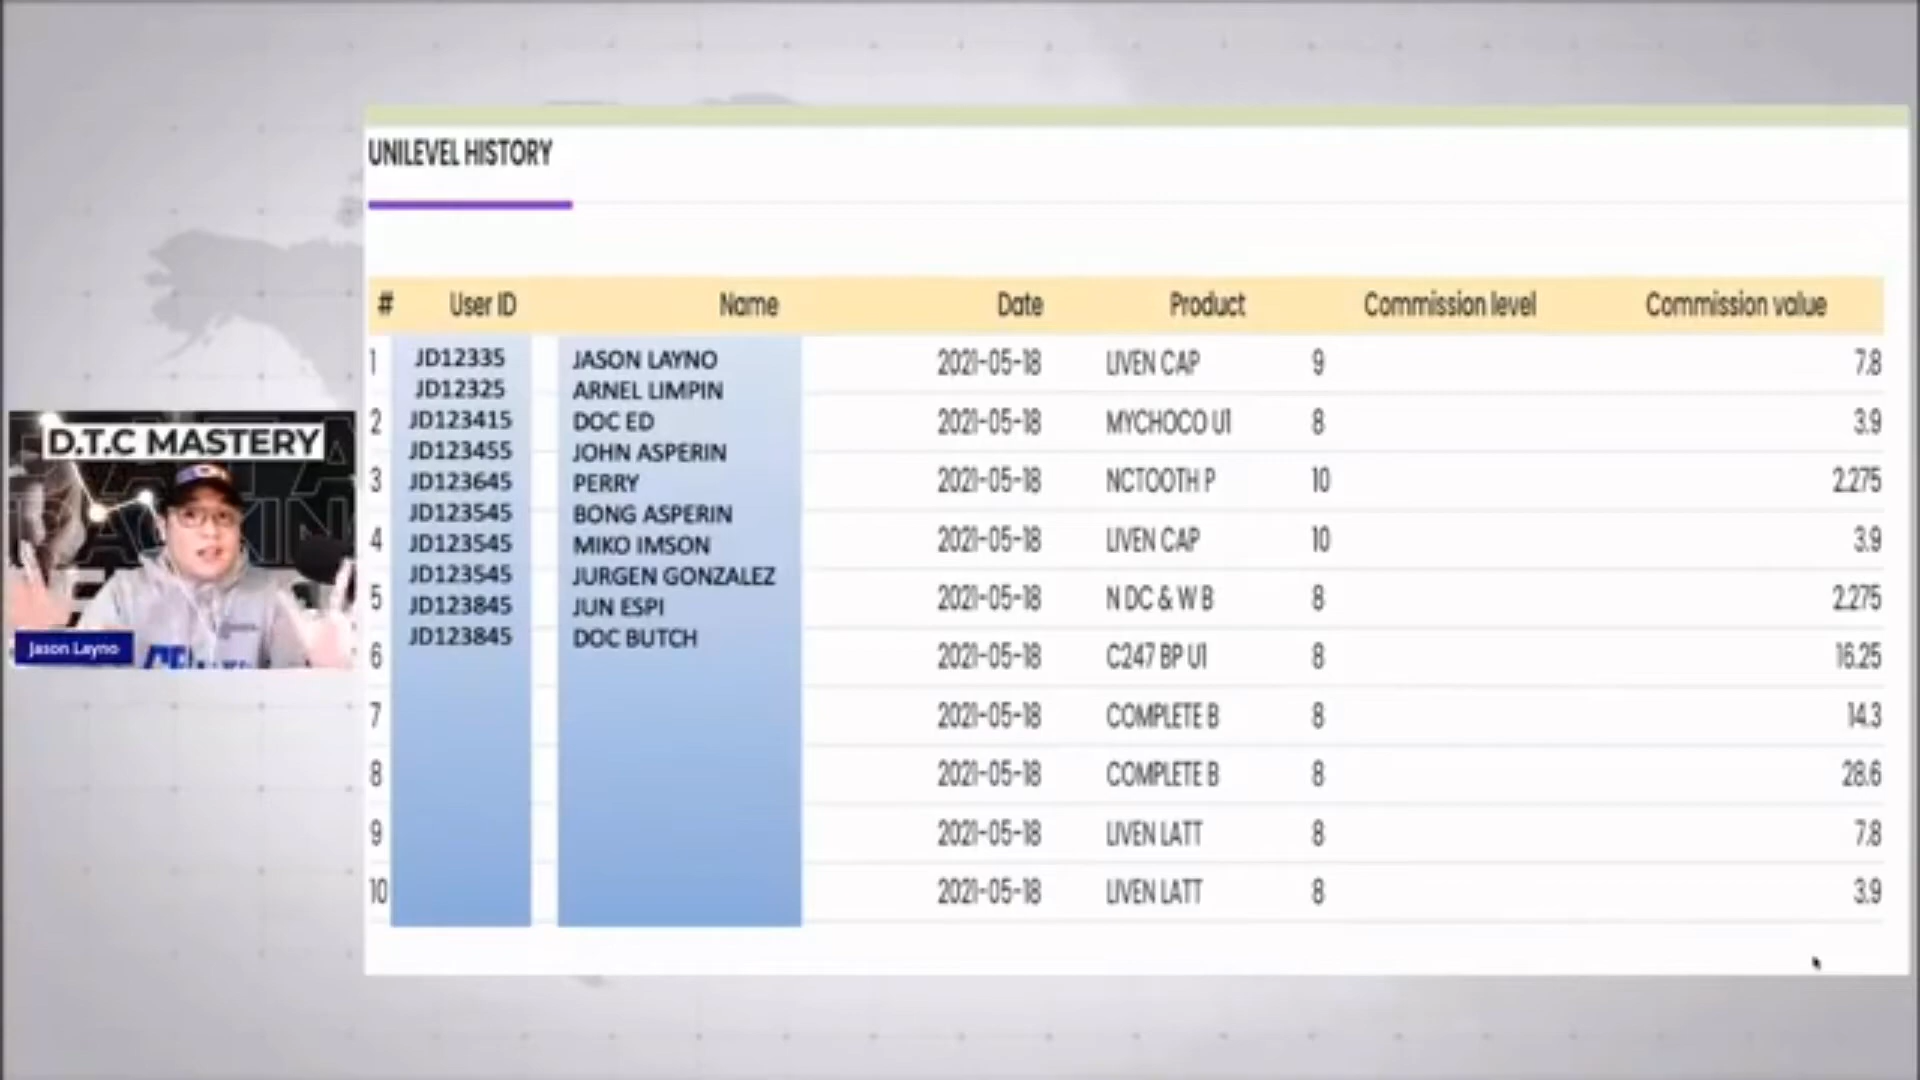 UNILEVEL HISTORY
# User ID Name Date Product Commission level Commission value
1 JD12335 JASON LAYNO 2021-05-18 LIVEN CAP 9 7.8
JD12325 ARNEL LIMPIN
2 JD123415 DOC ED 2021-05-18 MYCHOCO U1 8 3.9
JD123455 JOHN ASPERIN
3 JD123645 PERRY 2021-05-18 NCTOOTH P 10 2.275
JD123545 BONG ASPERIN
4 JD123545 MIKO IMSON 2021-05-18 LIVEN CAP 10 3.9
JD123545 JURGEN GONZALEZ
5 JD123845 JUN ESPI 2021-05-18 N DC & W B 8 2.275
JD123845 DOC BUTCH
6 2021-05-18 C247 BP U1 8 16.25
7 2021-05-18 COMPLETE B 8 14.3
8 2021-05-18 COMPLETE B 8 28.6
9 2021-05-18 LIVEN LATT 8 7.8
10 2021-05-18 LIVEN LATT 8 3.9
D.T.C MASTERY
Jason Layno